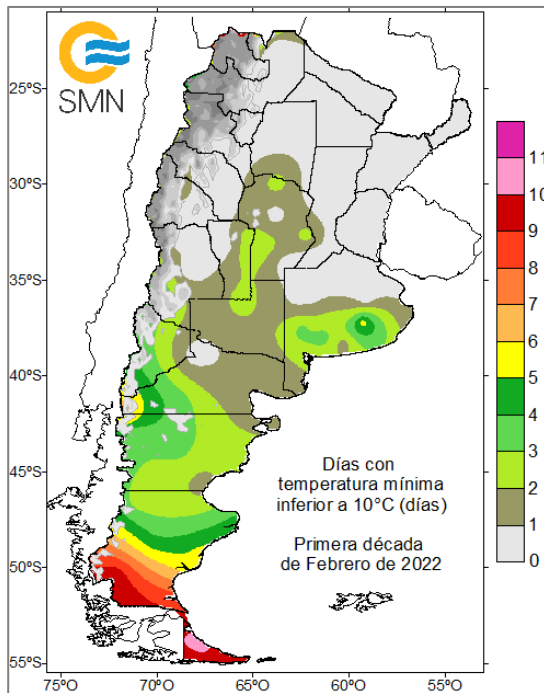 SMN
25ºS
30ºS
35ºS
40ºS
45ºS
50ºS
55ºS
75ºO
70ºO
65ºO
60ºO
55ºO
Días con
temperatura mínima
inferior a 10°C (días)
Primera década
de Febrero de 2022
11
10
9
8
7
6
5
4
3
2
1
0